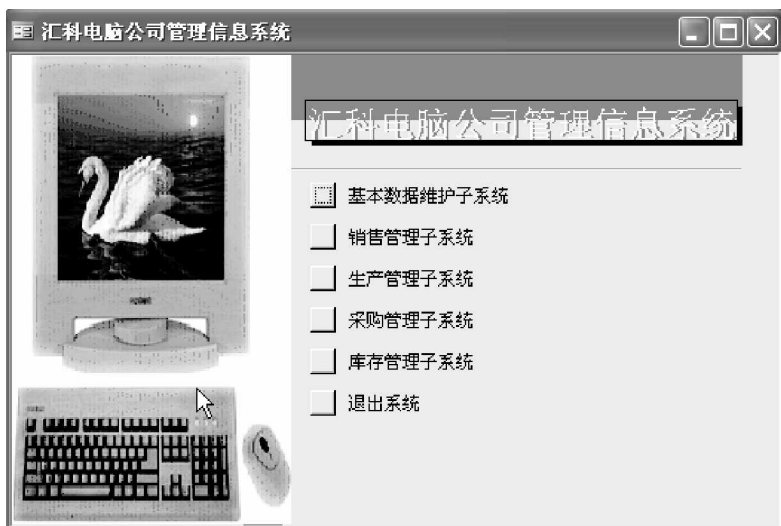 汇科电脑公司管理信息系统
汇科电脑公司管理信息系统
基本数据维护子系统
销售管理子系统
生产管理子系统
采购管理子系统
库存管理子系统
退出系统